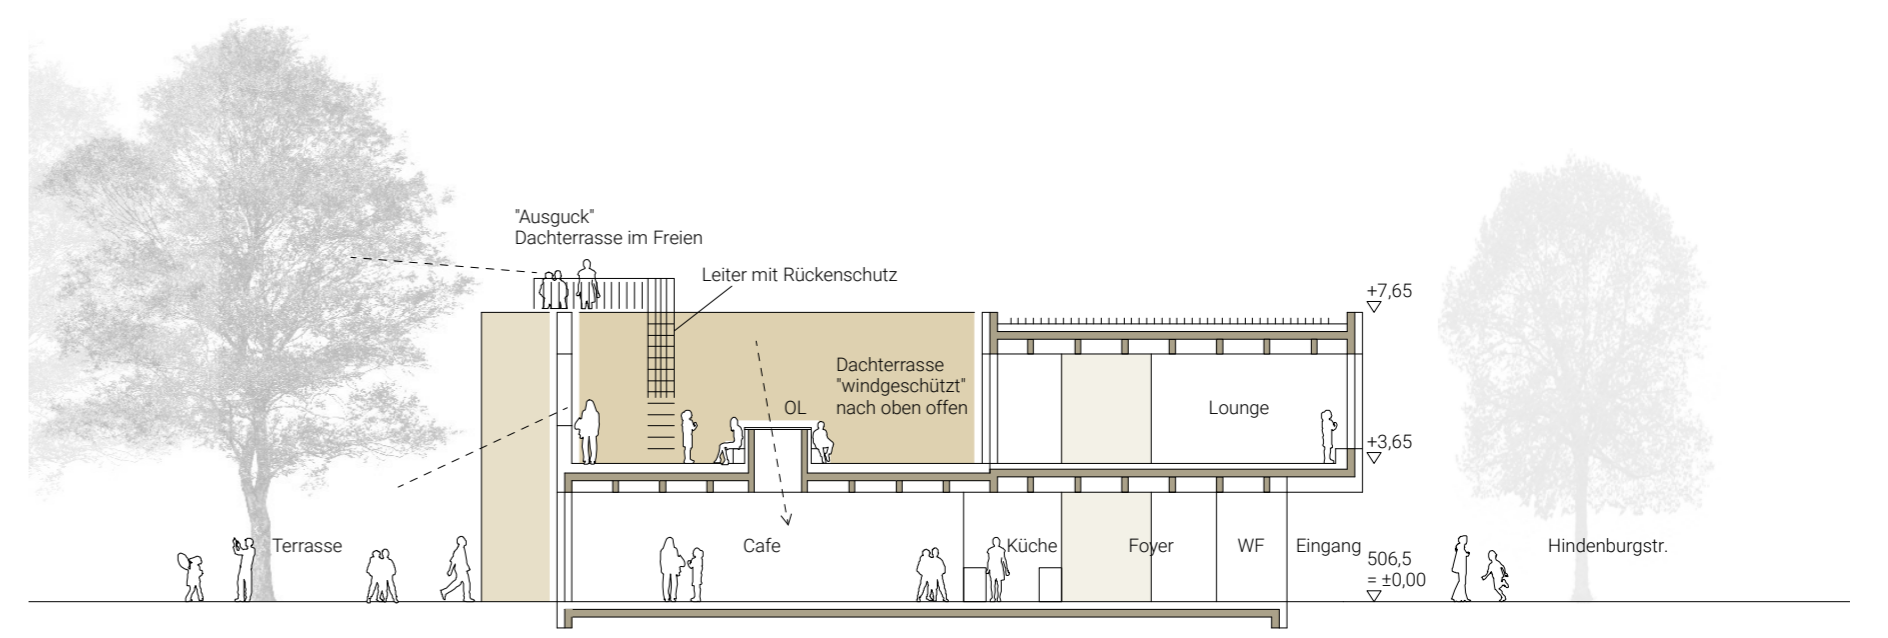 "Ausguck"
Dachterrasse im Freien
Leiter mit Rückenschutz
+7,65
Dachterrasse
"windgeschützt"
nach oben offen
OL
Lounge
+3,65
Terrasse
Cafe
Küche
Foyer
WF
Eingang
506,5
= ±0,00
Hindenburgstr.